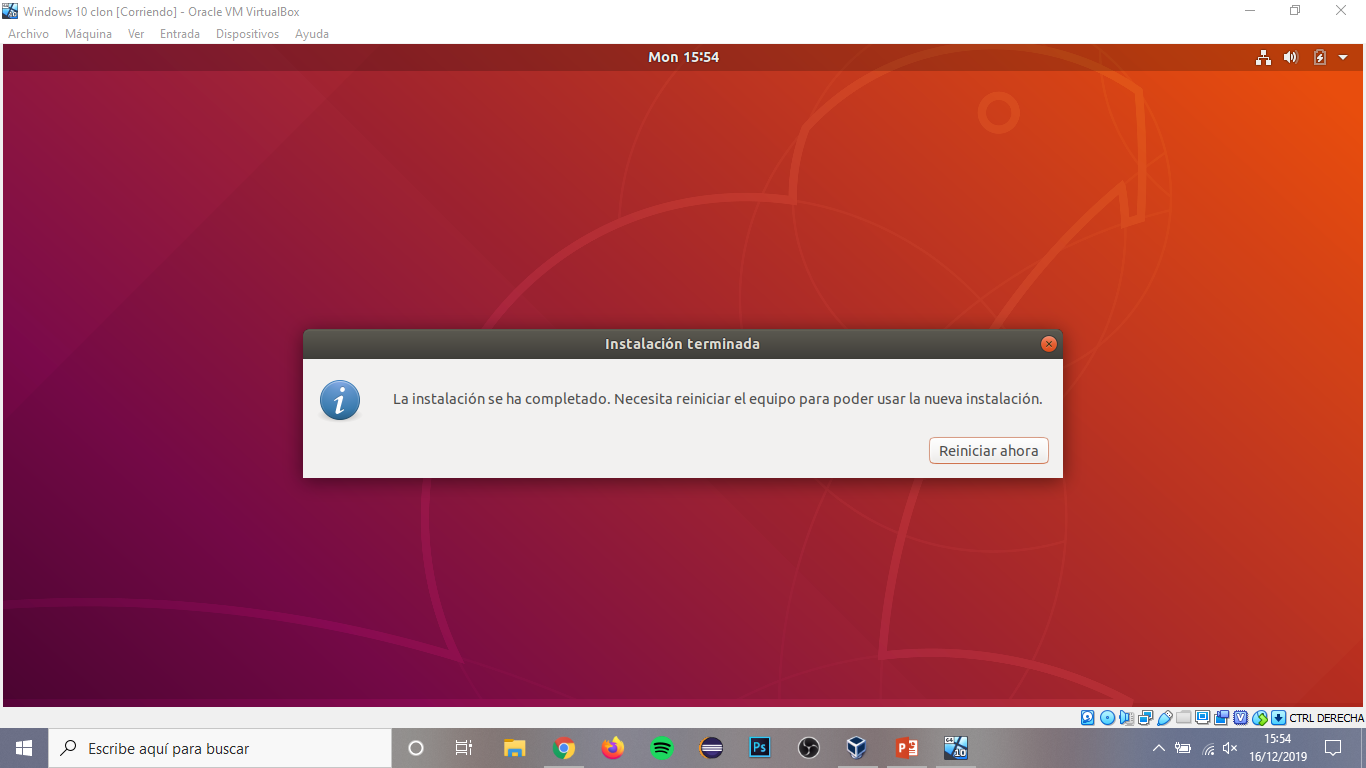 Windows 10 clon [Corriendo] - Oracle VM VirtualBox
Archivo Máquina Ver Entrada Dispositivos Ayuda
Mon 15:54
Instalación terminada
La instalación se ha completado. Necesita reiniciar el equipo para poder usar la nueva instalación.
Reiniciar ahora
CTRL DERECHA
Escribe aquí para buscar
Ps
15:54
16/12/2019